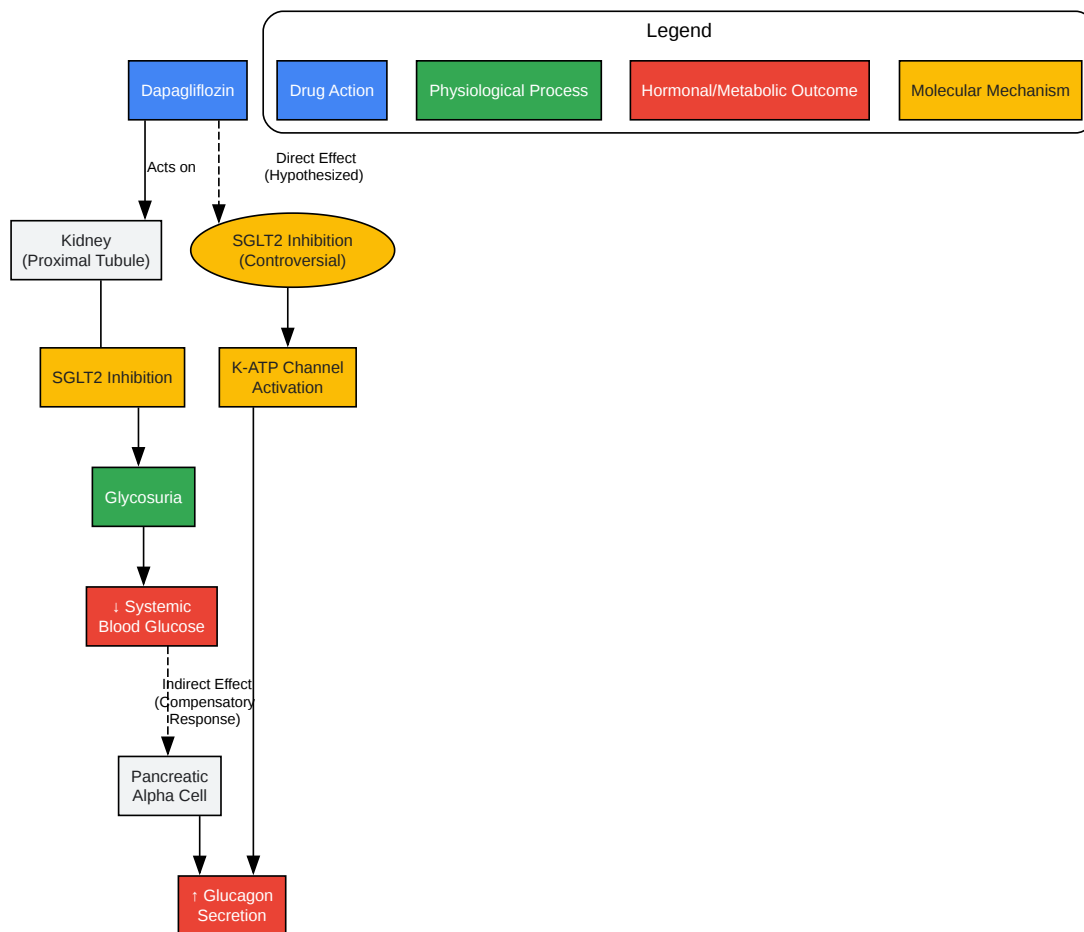 Legend
Dapagliflozin
Drug Action
Physiological Process
Hormonal/Metabolic Outcome
Molecular Mechanism
Acts on
Direct Effect
(Hypothesized)
Kidney
(Proximal Tubule)
SGLT2 Inhibition
(Controversial)
SGLT2 Inhibition
K-ATP Channel
Activation
Glycosuria
↓ Systemic
Blood Glucose
Indirect Effect
(Compensatory
Response)
Pancreatic
Alpha Cell
↑ Glucagon
Secretion